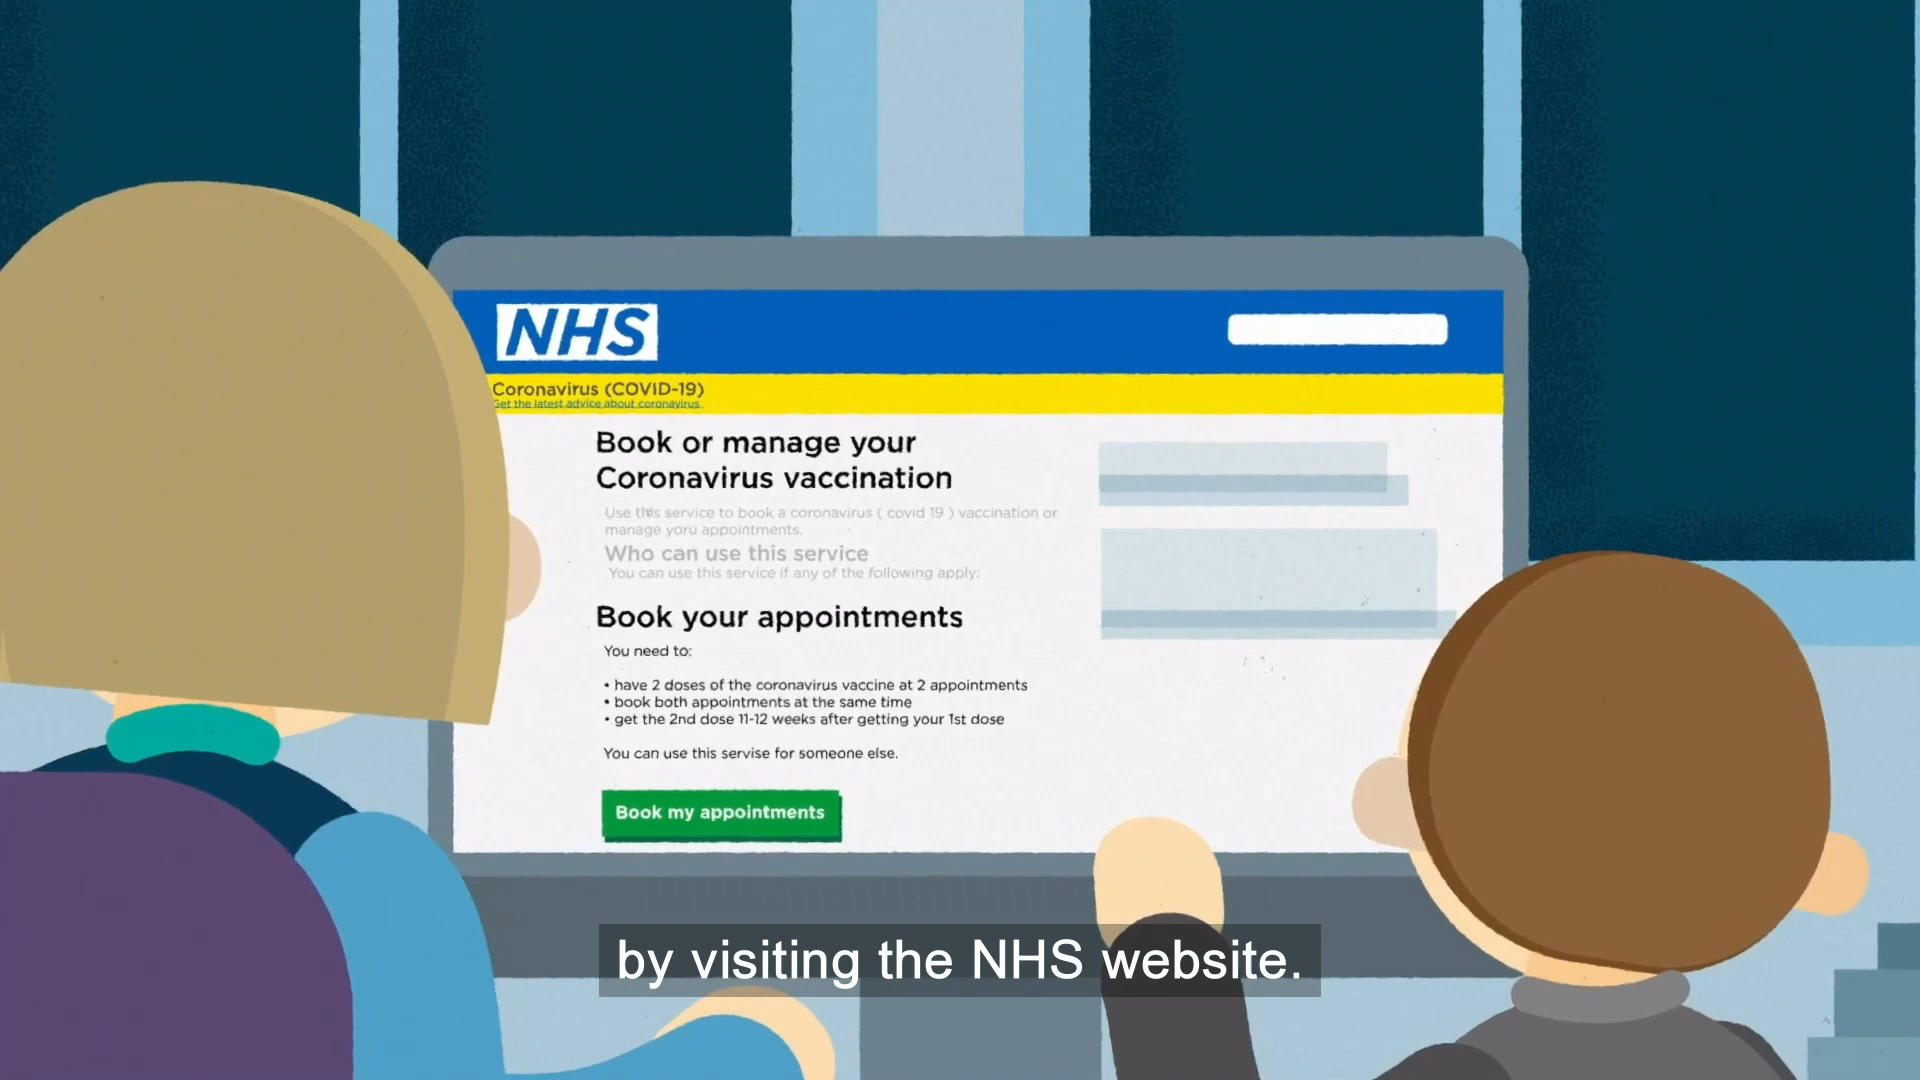 NHS
Coronavirus (COVID-19)
Get the latest advice about coronavirus
Book or manage your
Coronavirus vaccination
Use this service to book a coronavirus ( covid 19 ) vaccination or
manage yoru appointments.
Who can use this service
You can use this service if any of the following apply:
Book your appointments
You need to:
• have 2 doses of the coronavirus vaccine at 2 appointments
• book both appointments at the same time
• get the 2nd dose 11-12 weeks after getting your 1st dose
You can use this servise for someone else.
Book my appointments
by visiting the NHS website.